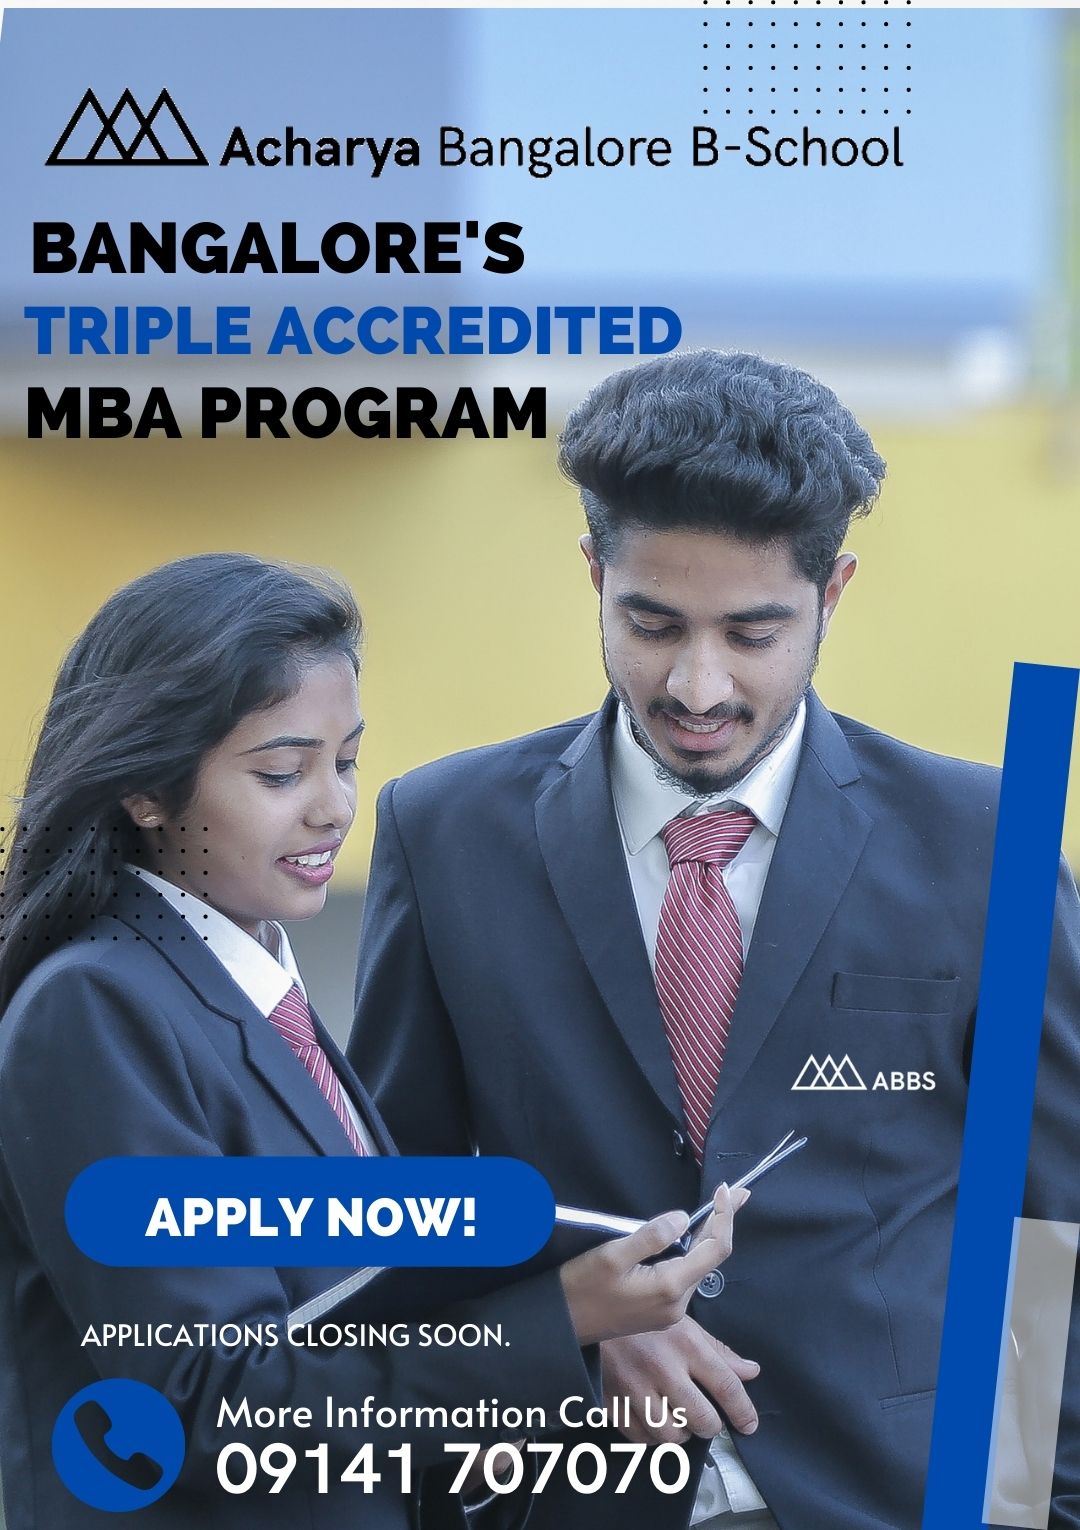 Acharya Bangalore B-School
BANGALORE'S
TRIPLE ACCREDITED
MBA PROGRAM
ABBS
APPLY NOW!
APPLICATIONS CLOSING SOON.
More Information Call Us
09141 707070